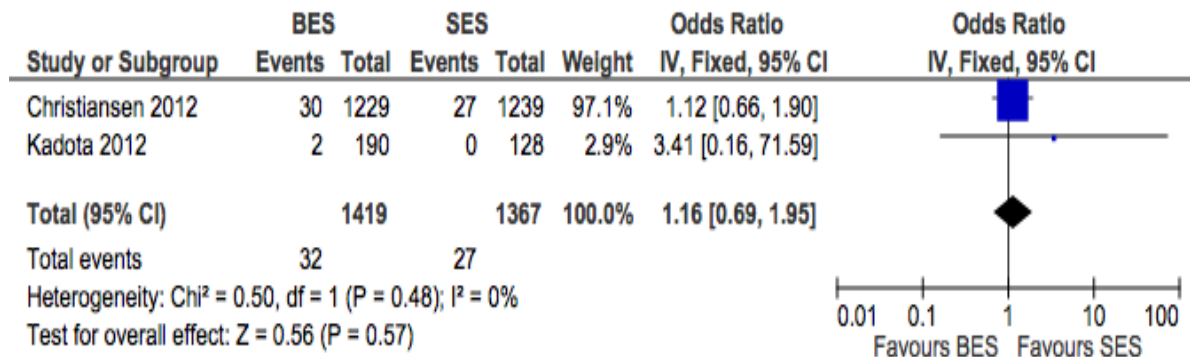 BES SES Odds Ratio Odds Ratio
Study or Subgroup Events Total Events Total Weight IV, Fixed, 95% CI IV, Fixed, 95% CI
Christiansen 2012 30 1229 27 1239 97.1% 1.12 [0.66, 1.90]
Kadota 2012 2 190 0 128 2.9% 3.41 [0.16, 71.59]
Total (95% CI) 1419 1367 100.0% 1.16 [0.69, 1.95]
Total events 32 27
Heterogeneity: Chi² = 0.50, df = 1 (P = 0.48); I² = 0%
Test for overall effect: Z = 0.56 (P = 0.57)
0.01 0.1 1 10 100
Favours BES Favours SES